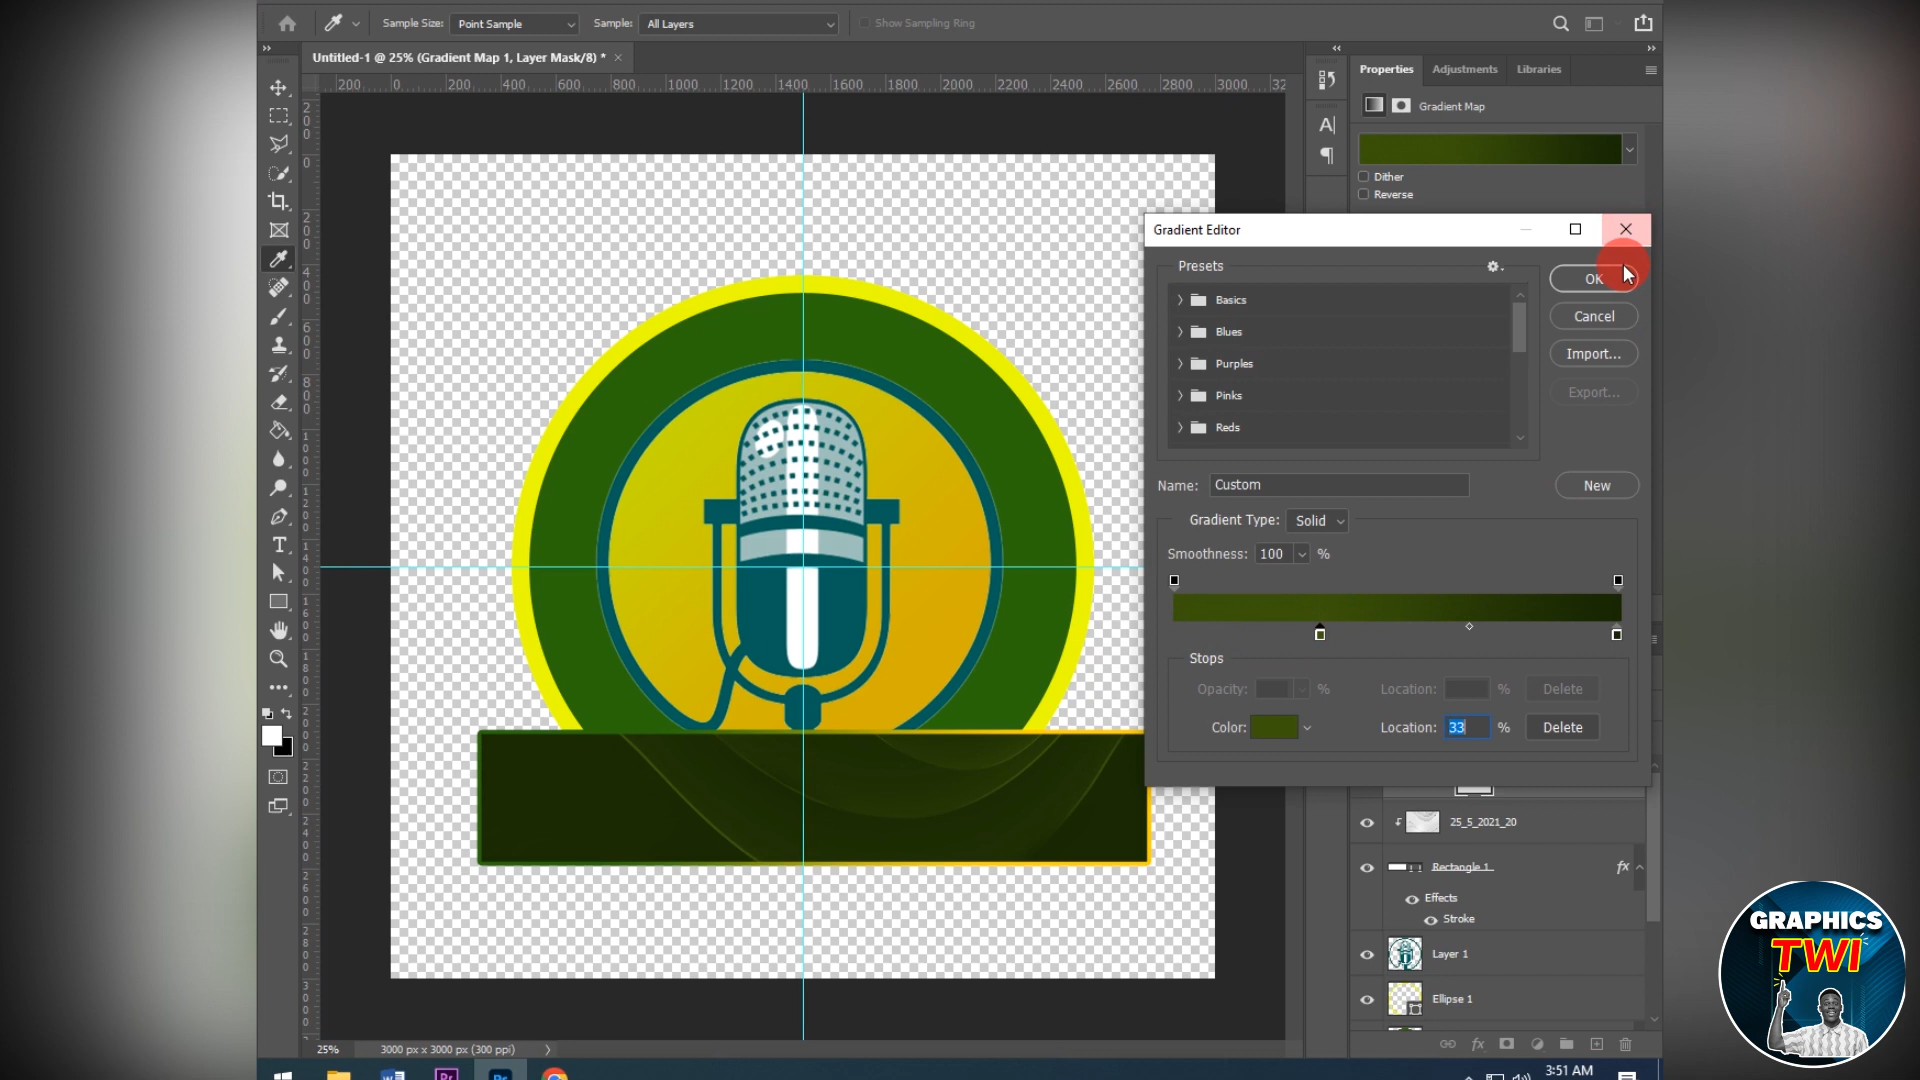 Sample Size: Point Sample Sample: All Layers Show Sampling Ring
Untitled-1 @ 25% (Gradient Map 1, Layer Mask/8) * ×
Properties Adjustments Libraries
200 0 200 400 600 800 1000 1200 1400 1600 1800 2000 2200 2400 2600 2800 3000 32
Gradient Map
Dither
Reverse
Gradient Editor
Presets
OK
Basics
Cancel
Blues
Import...
Purples
Export...
Pinks
Reds
Name: Custom New
Gradient Type: Solid
Smoothness: 100 %
Stops
Opacity: % Location: % Delete
Color: Location: 33 % Delete
25_5_2021_20
Rectangle 1 fx
Effects
Stroke
Layer 1
Ellipse 1
25% 3000 px x 3000 px (300 ppi)
3:51 AM
GRAPHICS
TWI